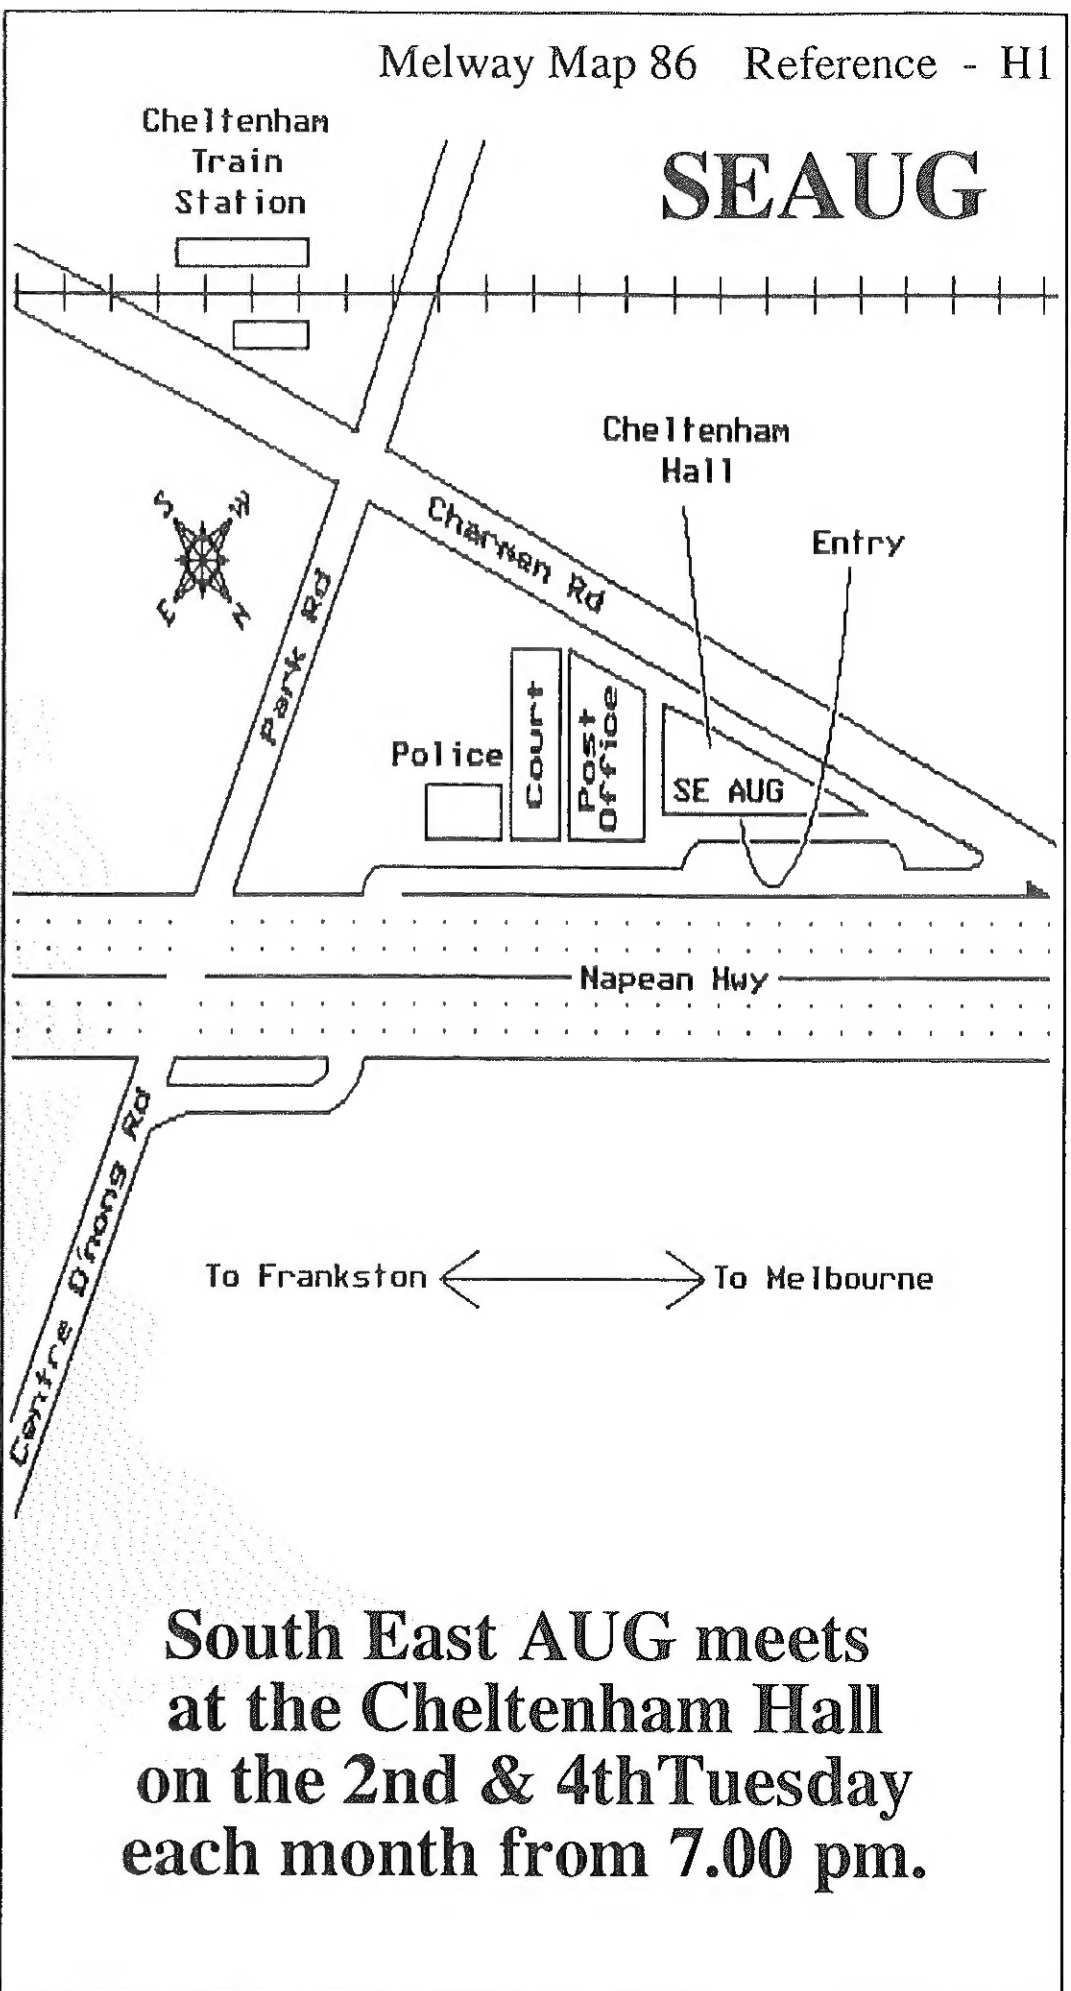 Melway Map 86 Reference - H1
Cheltenham
Train
Station
SEAUG
Cheltenham
Hall
Entry
S W
E N
Charman Rd
Park Rd
Police
Court
Post
Office
SE AUG
Napean Hwy
Centre D'nong Rd
To Frankston
To Melbourne
South East AUG meets
at the Cheltenham Hall
on the 2nd & 4thTuesday
each month from 7.00 pm.